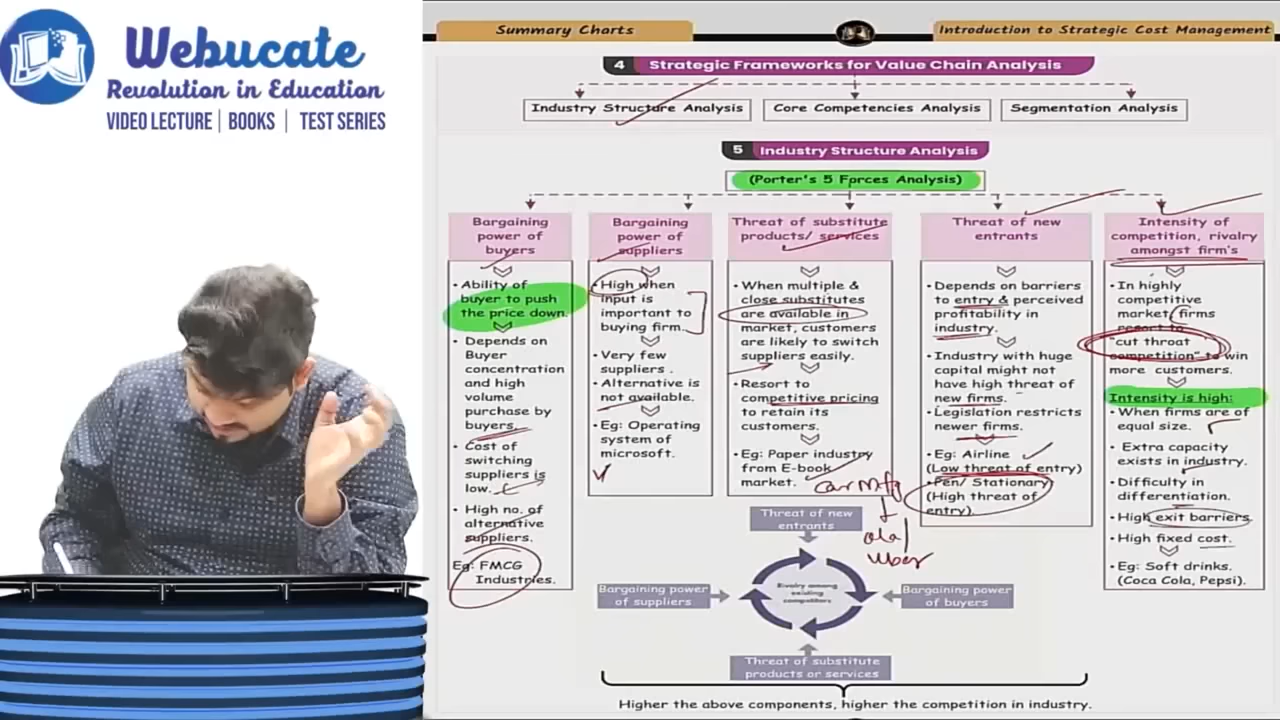 Webucate
Revolution in Education
VIDEO LECTURE | BOOKS | TEST SERIES
Summary Charts
Introduction to Strategic Cost Management
4 Strategic Frameworks for Value Chain Analysis
Industry Structure Analysis
Core Competencies Analysis
Segmentation Analysis
5 Industry Structure Analysis
(Porter's 5 Forces Analysis)
Bargaining
power of
buyers
• Ability of
buyer to push
the price down.
• Depends on
Buyer
concentration
and high
volume
purchase by
buyers.
• Cost of
switching
suppliers is
low.
• High no. of
alternative
suppliers.
Eg: FMCG
Industries.
Bargaining
power of
suppliers
• High when
input is
important to
buying firm.
• Very few
suppliers .
• Alternative is
not available.
• Eg: Operating
system of
microsoft.
Threat of substitute
products/ services
• When multiple &
close substitutes
are available in
market, customers
are likely to switch
suppliers easily.
• Resort to
competitive pricing
to retain its
customers.
• Eg: Paper industry
from E-book
market.
car Mfg
ola/
uber
Threat of new
entrants
• Depends on barriers
to entry & perceived
profitability in
industry.
• Industry with huge
capital might not
have high threat of
new firms.
• Legislation restricts
newer firms.
• Eg: Airline
(Low threat of entry)
• Pen/ Stationary
(High threat of
entry).
Intensity of
competition, rivalry
amongst firm's
• In highly
competitive
market, firms
resort to
"cut throat
competition" to win
more customers.
Intensity is high:
• When firms are of
equal size.
• Extra capacity
exists in industry.
• Difficulty in
differentiation.
• High exit barriers.
• High fixed cost.
• Eg: Soft drinks.
(Coca Cola, Pepsi).
Threat of new
entrants
Bargaining power
of suppliers
Rivalry among
existing
competitors
Bargaining power
of buyers
Threat of substitute
products or services
Higher the above components, higher the competition in industry.